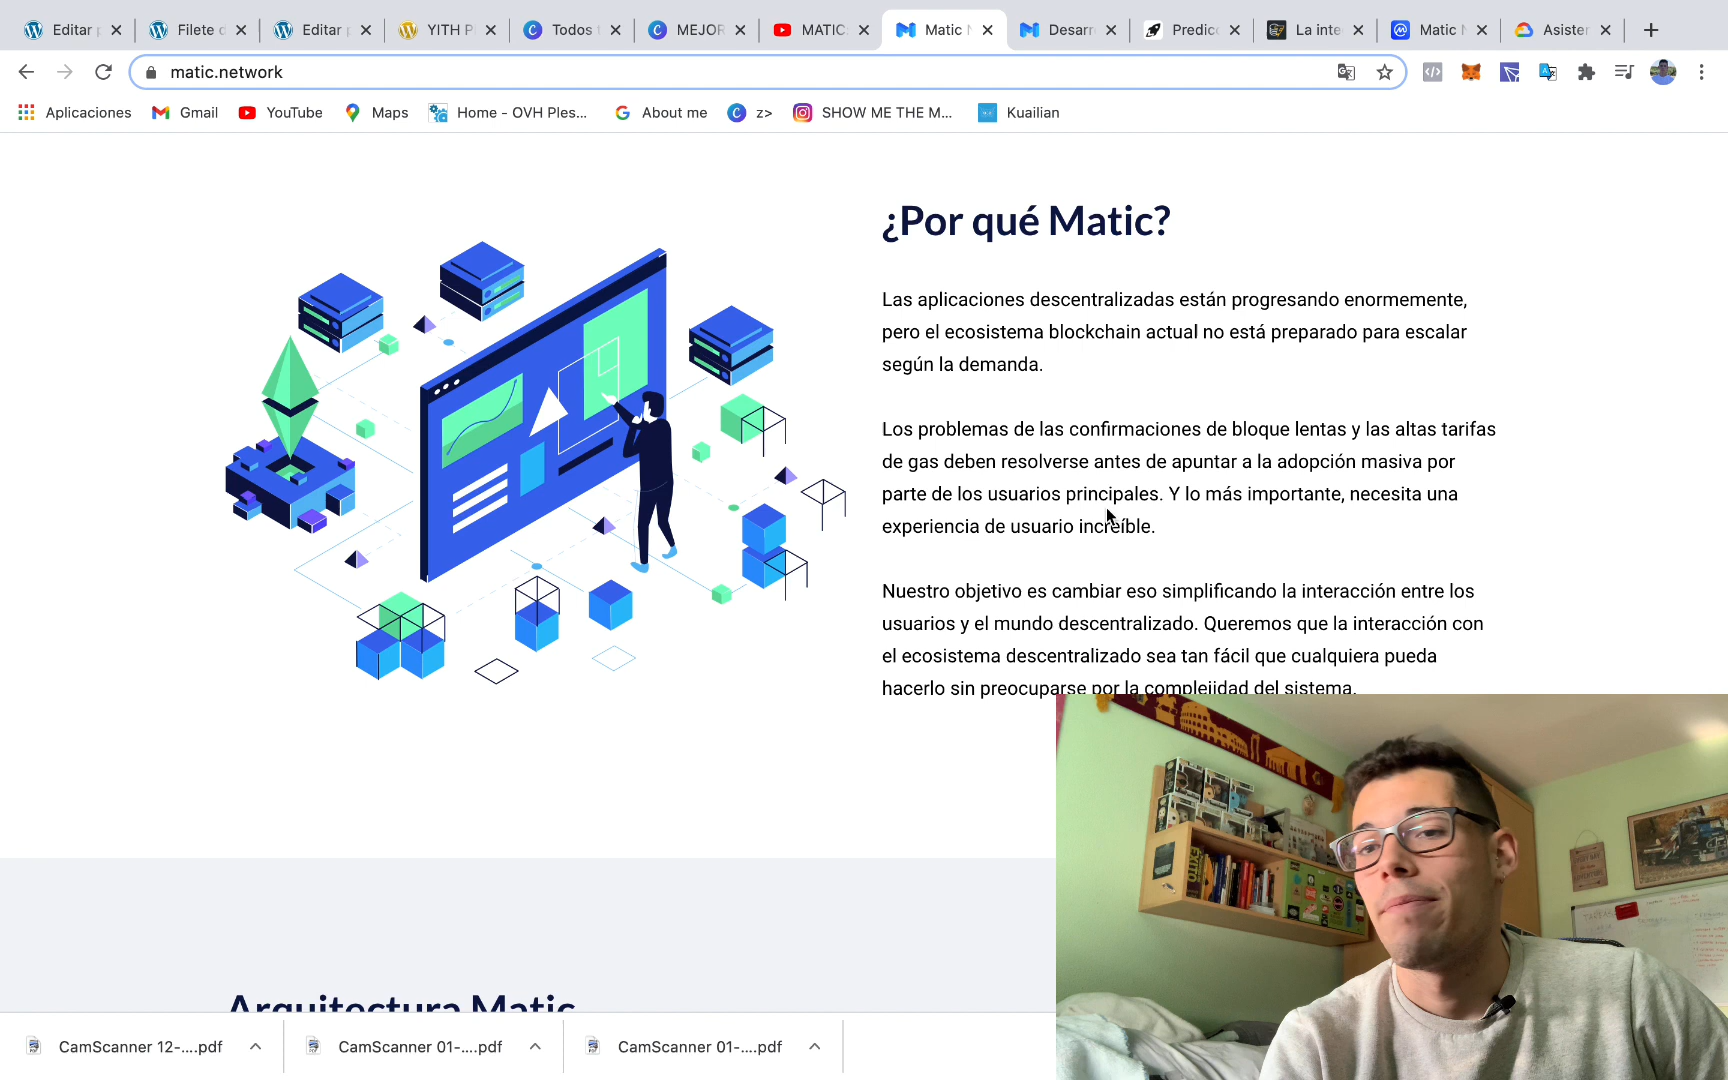 Editar
Filete d
Editar
YITH P
Todos
MEJOR
MATIC
Matic
Desarr
Predic
La inte
Matic
Asister
matic.network
Aplicaciones
Gmail
YouTube
Maps
Home - OVH Ples...
About me
z>
SHOW ME THE M...
Kuailian
¿Por qué Matic?
Las aplicaciones descentralizadas están progresando enormemente,
pero el ecosistema blockchain actual no está preparado para escalar
según la demanda.
Los problemas de las confirmaciones de bloque lentas y las altas tarifas
de gas deben resolverse antes de apuntar a la adopción masiva por
parte de los usuarios principales. Y lo más importante, necesita una
experiencia de usuario increíble.
Nuestro objetivo es cambiar eso simplificando la interacción entre los
usuarios y el mundo descentralizado. Queremos que la interacción con
el ecosistema descentralizado sea tan fácil que cualquiera pueda
hacerlo sin preocuparse por la complejidad del sistema.
Arquitectura Matic
ÉXITO
CamScanner 12-....pdf
CamScanner 01-....pdf
CamScanner 01-....pdf